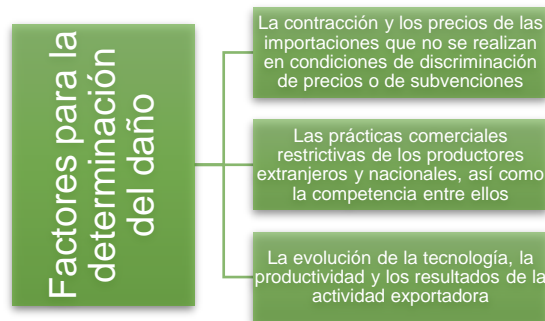 Factores para la
determinación
del daño
La contracción y los precios de las
importaciones que no se realizan
en condiciones de discriminación
de precios o de subvenciones
Las prácticas comerciales
restrictivas de los productores
extranjeros y nacionales, así como
la competencia entre ellos
La evolución de la tecnología, la
productividad y los resultados de la
actividad exportadora